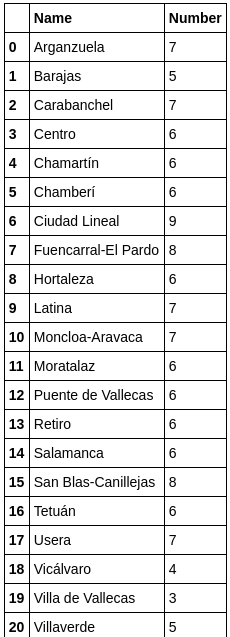 Name Number
0 Arganzuela 7
1 Barajas 5
2 Carabanchel 7
3 Centro 6
4 Chamartín 6
5 Chamberí 6
6 Ciudad Lineal 9
7 Fuencarral-El Pardo 8
8 Hortaleza 6
9 Latina 7
10 Moncloa-Aravaca 7
11 Moratalaz 6
12 Puente de Vallecas 6
13 Retiro 6
14 Salamanca 6
15 San Blas-Canillejas 8
16 Tetuán 6
17 Usera 7
18 Vicálvaro 4
19 Villa de Vallecas 3
20 Villaverde 5